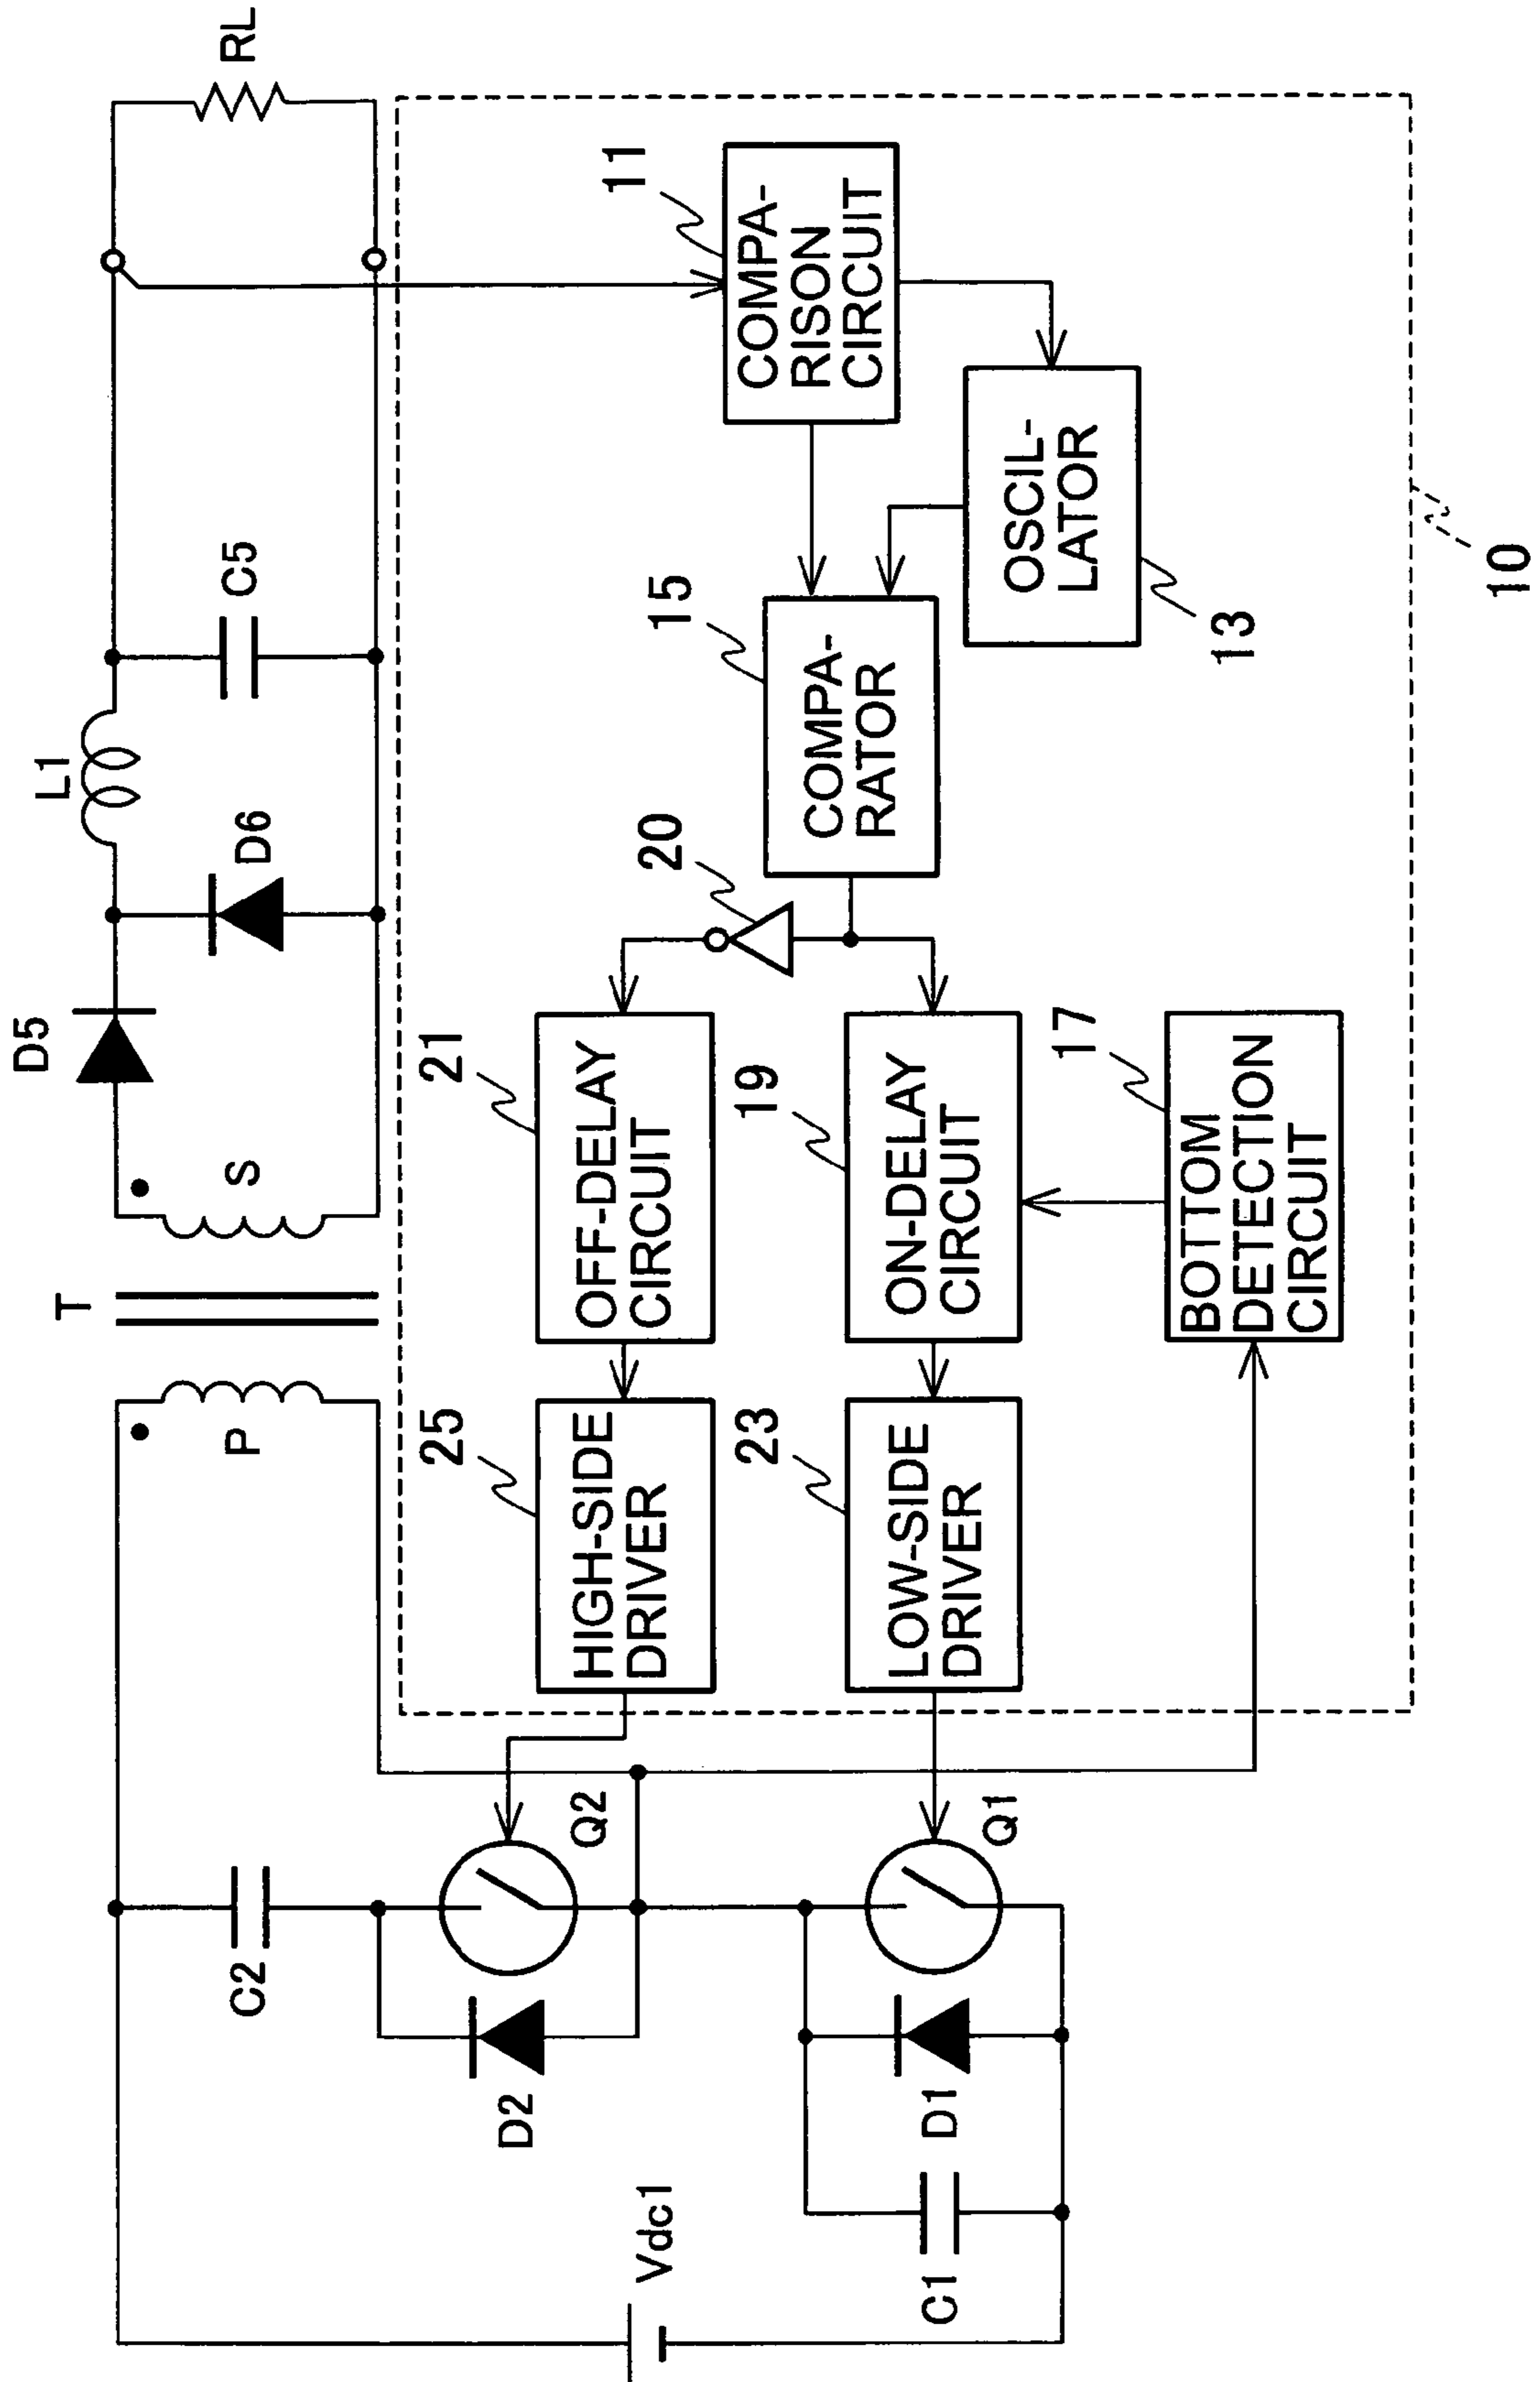 T
D5
L1
RL
S
D6
C5
P
C2
Q2
D2
Vdc1
Q1
D1
C1
25
HIGH-SIDE
DRIVER
21
OFF-DELAY
CIRCUIT
20
15
COMPA-
RATOR
11
COMPA-
RISON
CIRCUIT
23
LOW-SIDE
DRIVER
19
ON-DELAY
CIRCUIT
17
BOTTOM
DETECTION
CIRCUIT
OSCIL-
LATOR
13
10